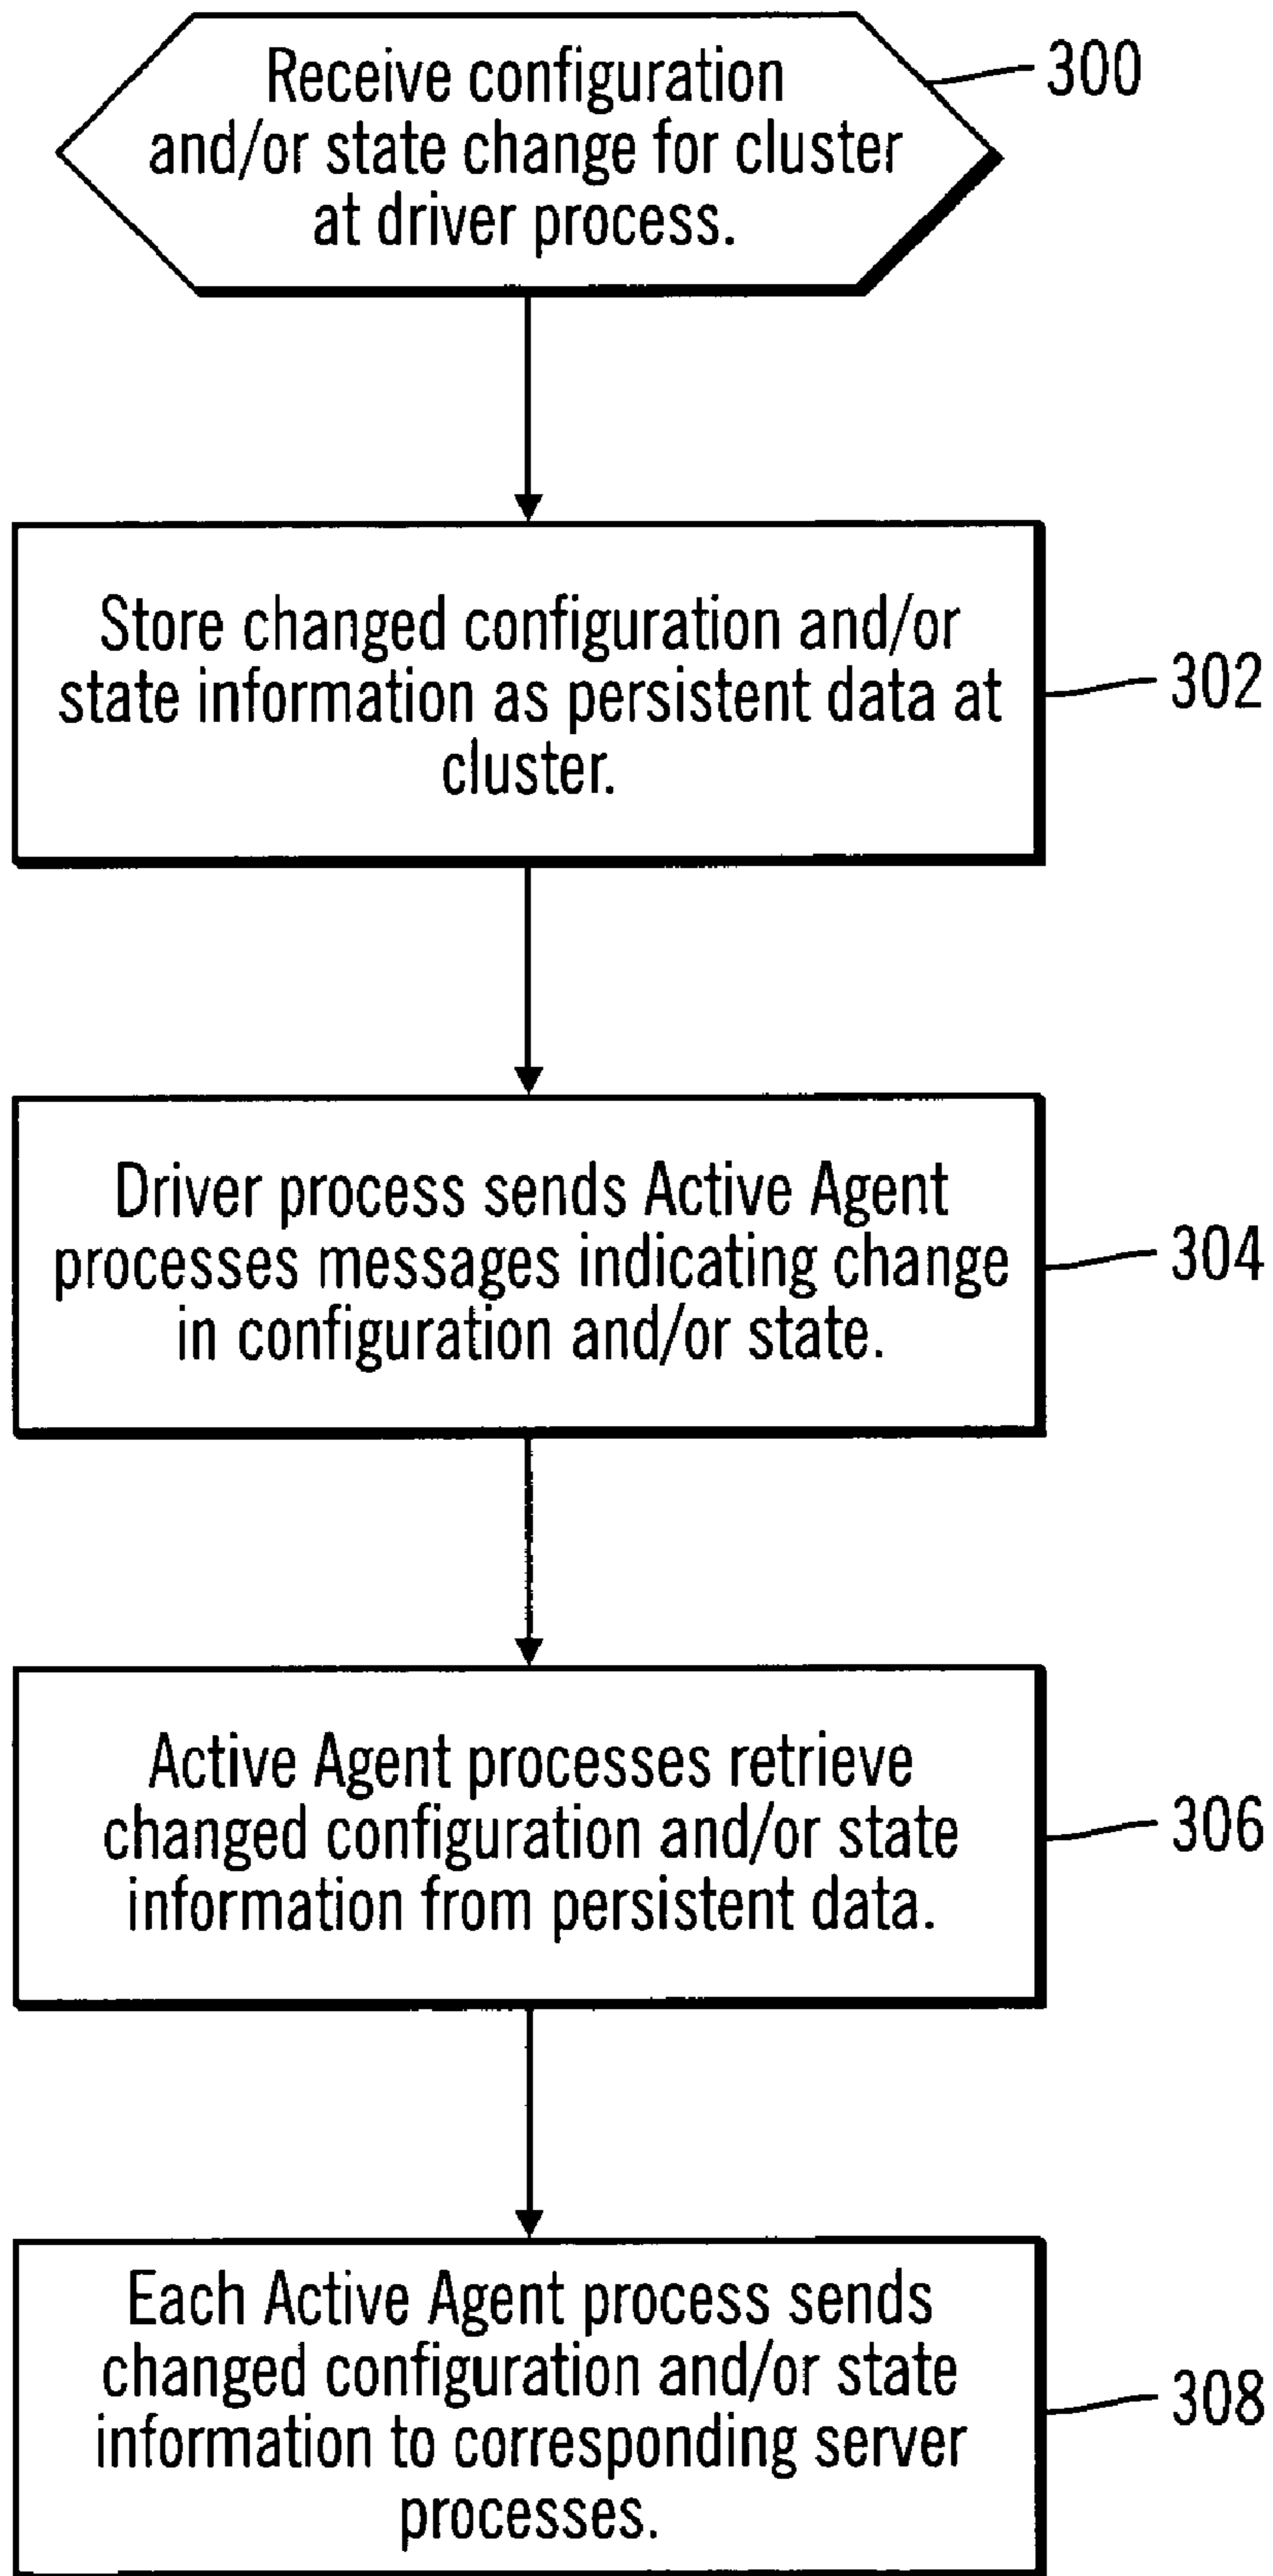 Receive configuration
and/or state change for cluster
at driver process.
300
Store changed configuration and/or
state information as persistent data at
cluster.
302
Driver process sends Active Agent
processes messages indicating change
in configuration and/or state.
304
Active Agent processes retrieve
changed configuration and/or state
information from persistent data.
306
Each Active Agent process sends
changed configuration and/or state
information to corresponding server
processes.
308